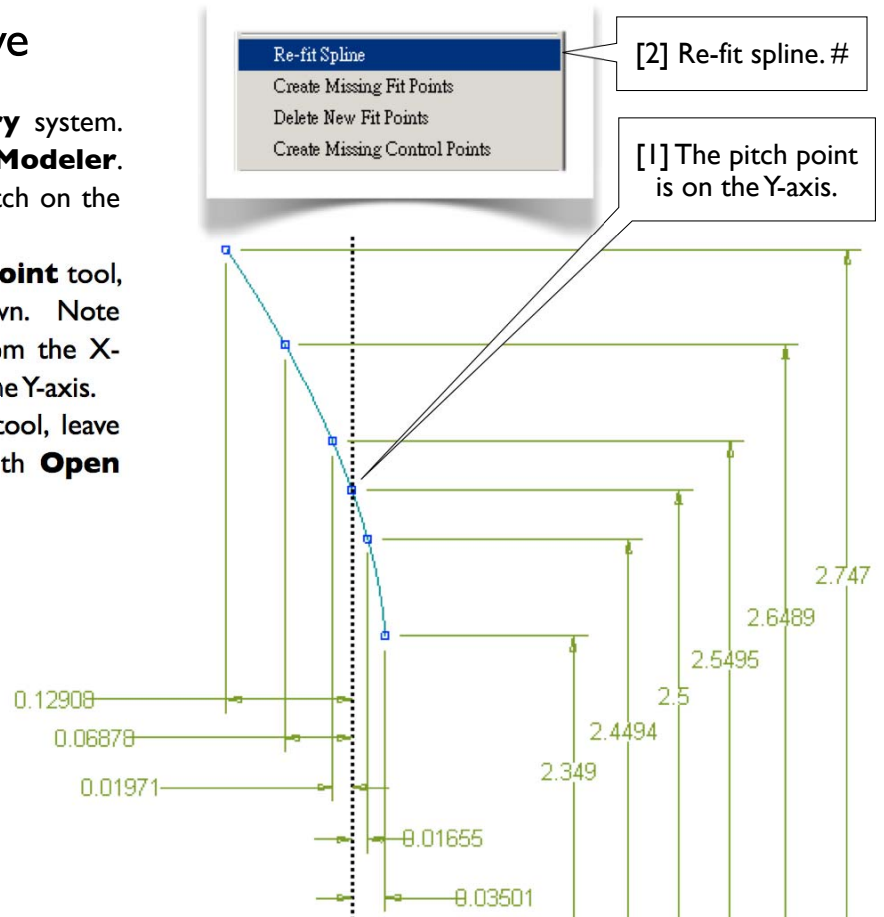 ve
ry system.
Modeler.
tch on the
oint tool,
wn. Note
om the X-
he Y-axis.
tool, leave
th Open
Re-fit Spline
Create Missing Fit Points
Delete New Fit Points
Create Missing Control Points
[2] Re-fit spline. #
[1] The pitch point
is on the Y-axis.
2.747
2.6489
2.5495
2.5
2.4494
2.349
0.12908
0.06878
0.01971
0.01655
0.03501